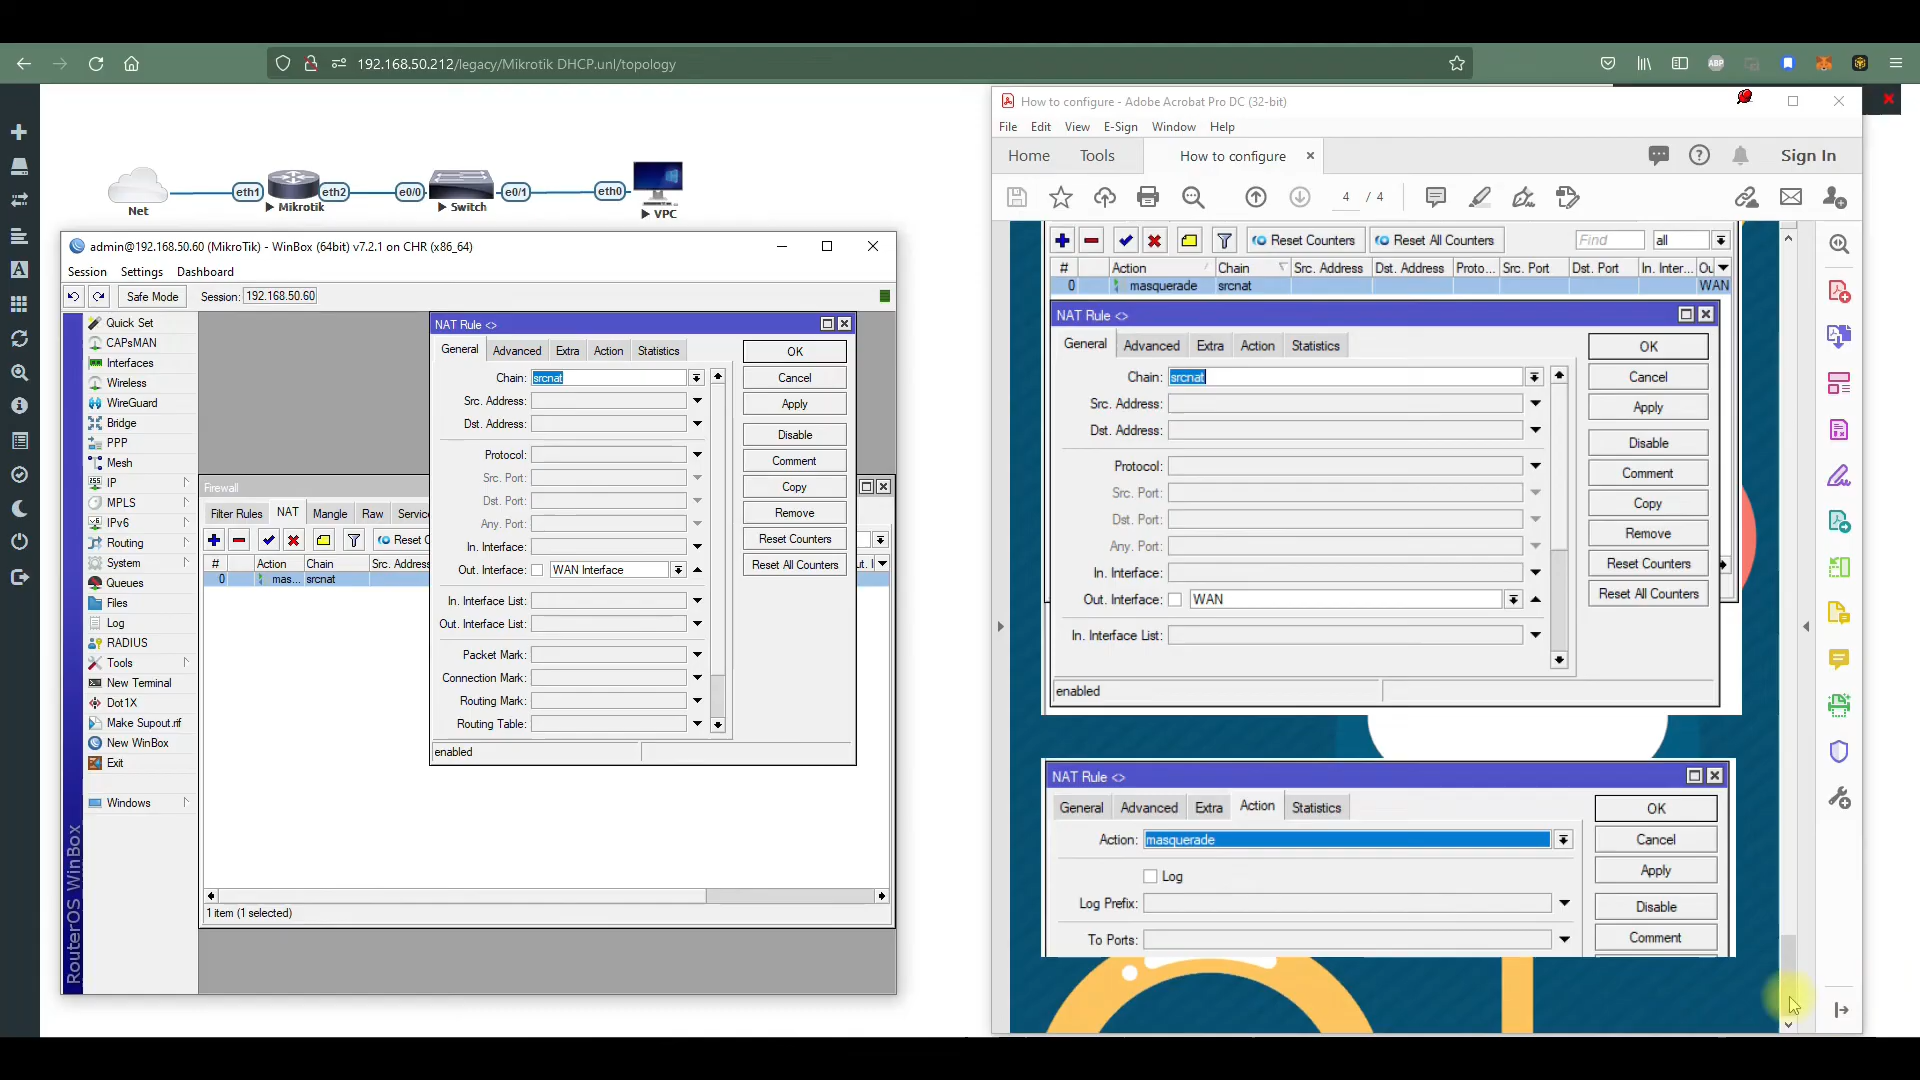 192.168.50.212/legacy/Mikrotik DHCP.unl/topology
ABP
Net
eth1
Mikrotik
eth2
e0/0
Switch
e0/1
eth0
VPC
admin@192.168.50.60 (MikroTik) - WinBox (64bit) v7.2.1 on CHR (x86_64)
Session Settings Dashboard
Safe Mode Session: 192.168.50.60
Quick Set
CAPsMAN
Interfaces
Wireless
WireGuard
Bridge
PPP
Mesh
IP
MPLS
IPv6
Routing
System
Queues
Files
Log
RADIUS
Tools
New Terminal
Dot1X
Make Supout.rif
New WinBox
Exit
Windows
RouterOS WinBox
Firewall
Filter Rules NAT Mangle Raw Servic
Reset C
# Action Chain Src. Address ut. I
0 mas... srcnat
1 item (1 selected)
NAT Rule <>
General Advanced Extra Action Statistics
Chain: srcnat
Src. Address:
Dst. Address:
Protocol:
Src. Port:
Dst. Port:
Any. Port:
In. Interface:
Out. Interface: WAN Interface
In. Interface List:
Out. Interface List:
Packet Mark:
Connection Mark:
Routing Mark:
Routing Table:
enabled
OK
Cancel
Apply
Disable
Comment
Copy
Remove
Reset Counters
Reset All Counters
How to configure - Adobe Acrobat Pro DC (32-bit)
File Edit View E-Sign Window Help
Home Tools How to configure Sign In
4 / 4
Reset Counters Reset All Counters Find all
# Action Chain Src. Address Dst. Address Proto... Src. Port Dst. Port In. Inter... Ou
0 masquerade srcnat WAN
NAT Rule <>
General Advanced Extra Action Statistics
Chain: srcnat
Src. Address:
Dst. Address:
Protocol:
Src. Port:
Dst. Port:
Any. Port:
In. Interface:
Out. Interface: WAN
In. Interface List:
enabled
OK
Cancel
Apply
Disable
Comment
Copy
Remove
Reset Counters
Reset All Counters
NAT Rule <>
General Advanced Extra Action Statistics
Action: masquerade
Log
Log Prefix:
To Ports:
OK
Cancel
Apply
Disable
Comment